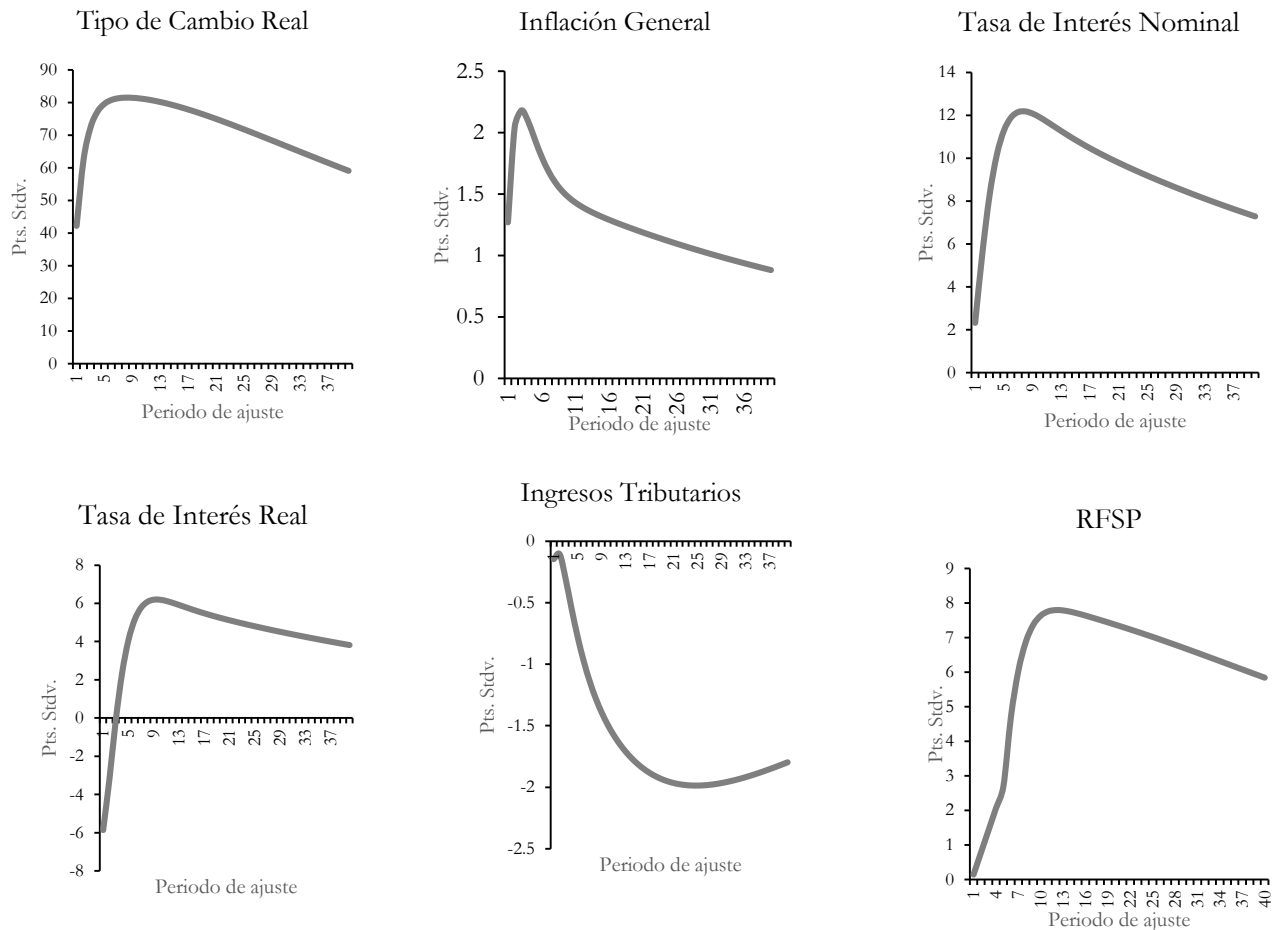 Tipo de Cambio Real
90
80
70
60
50
40
30
20
10
0
Pts. Stdv.
1 5 9 13 17 21 25 29 33 37
Periodo de ajuste
Inflación General
2.5
2
1.5
1
0.5
0
Pts. Stdv.
1 6 11 16 21 26 31 36
Periodo de ajuste
Tasa de Interés Nominal
14
12
10
8
6
4
2
0
Pts. Stdv.
1 5 9 13 17 21 25 29 33 37
Periodo de ajuste
Tasa de Interés Real
8
6
4
2
0
-2
-4
-6
-8
Pts. Stdv.
1 5 9 13 17 21 25 29 33 37
Periodo de ajuste
Ingresos Tributarios
0
-0.5
-1
-1.5
-2
-2.5
Pts. Stdv.
1 5 9 13 17 21 25 29 33 37
Periodo de ajuste
RFSP
9
8
7
6
5
4
3
2
1
0
Pts. Stdv.
1 4 7 10 13 16 19 22 25 28 31 34 37 40
Periodo de ajuste